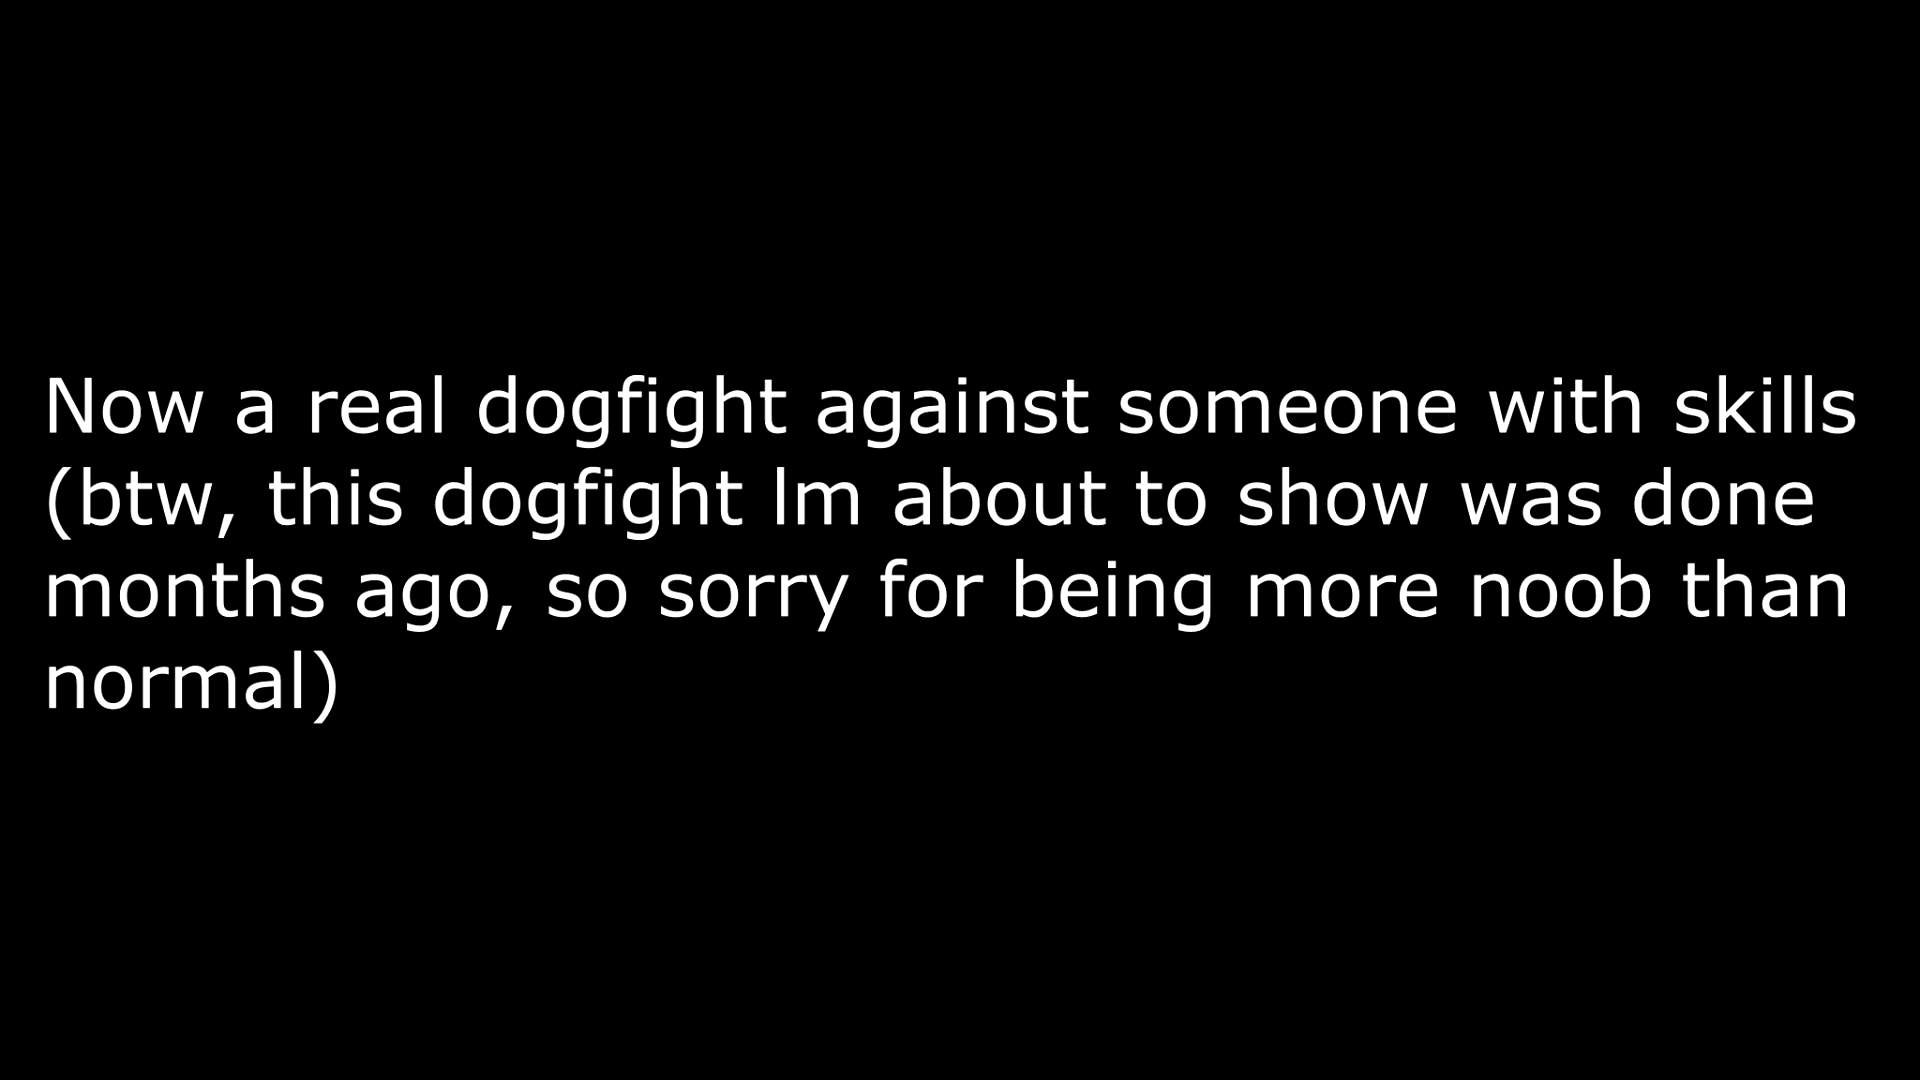 Now a real dogfight against someone with skills
(btw, this dogfight Im about to show was done
months ago, so sorry for being more noob than
normal)